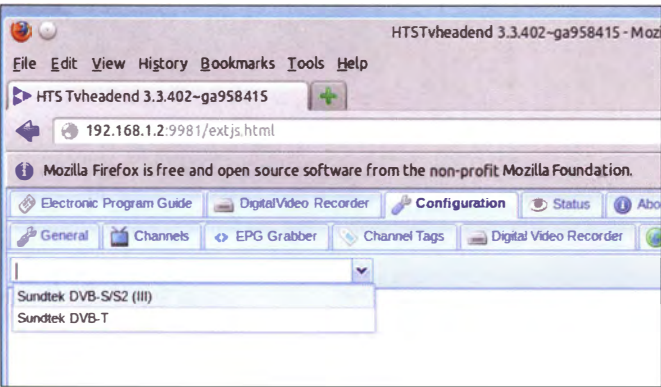 HTSTvheadend 3.3.402~ga958415 - Mozi
File Edit View History Bookmarks Tools Help
HTS Tvheadend 3.3.402~ga958415
192.168.1.2:9981/extjs.html
Mozilla Firefox is free and open source software from the non-profit Mozilla Foundation.
Electronic Program Guide DigitalVideo Recorder Configuration Status Abo
General Channels EPG Grabber Channel Tags Digital Video Recorder
Sundtek DVB-S/S2 (III)
Sundtek DVB-T